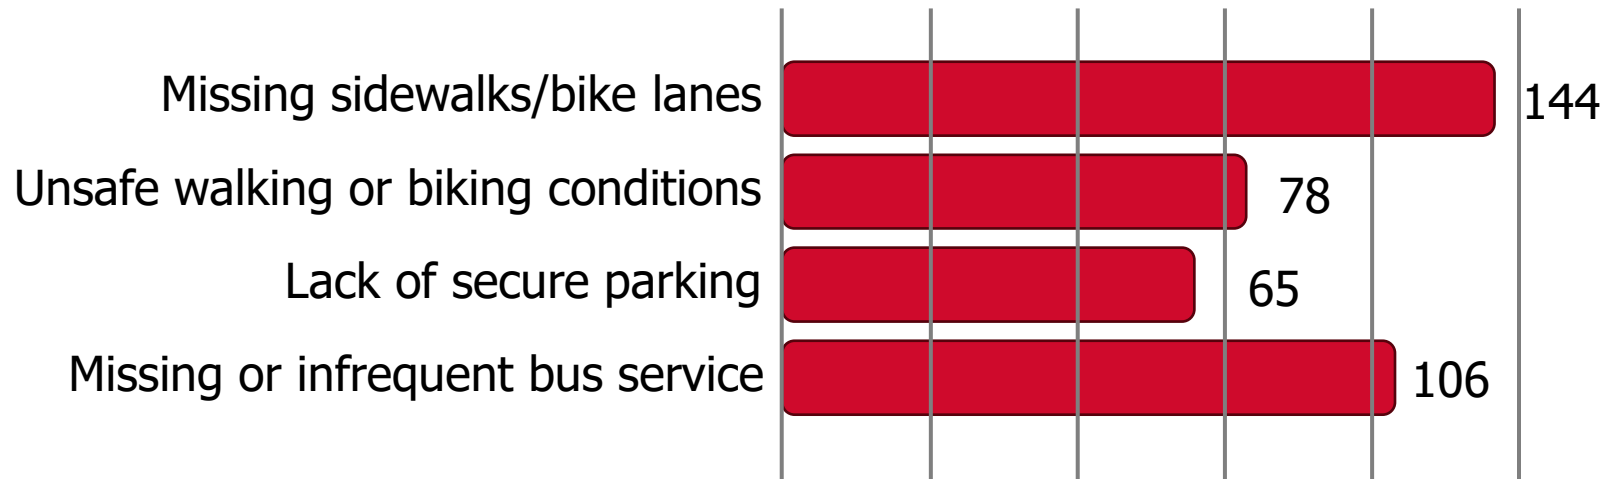 Missing sidewalks/bike lanes 144
Unsafe walking or biking conditions 78
Lack of secure parking 65
Missing or infrequent bus service 106